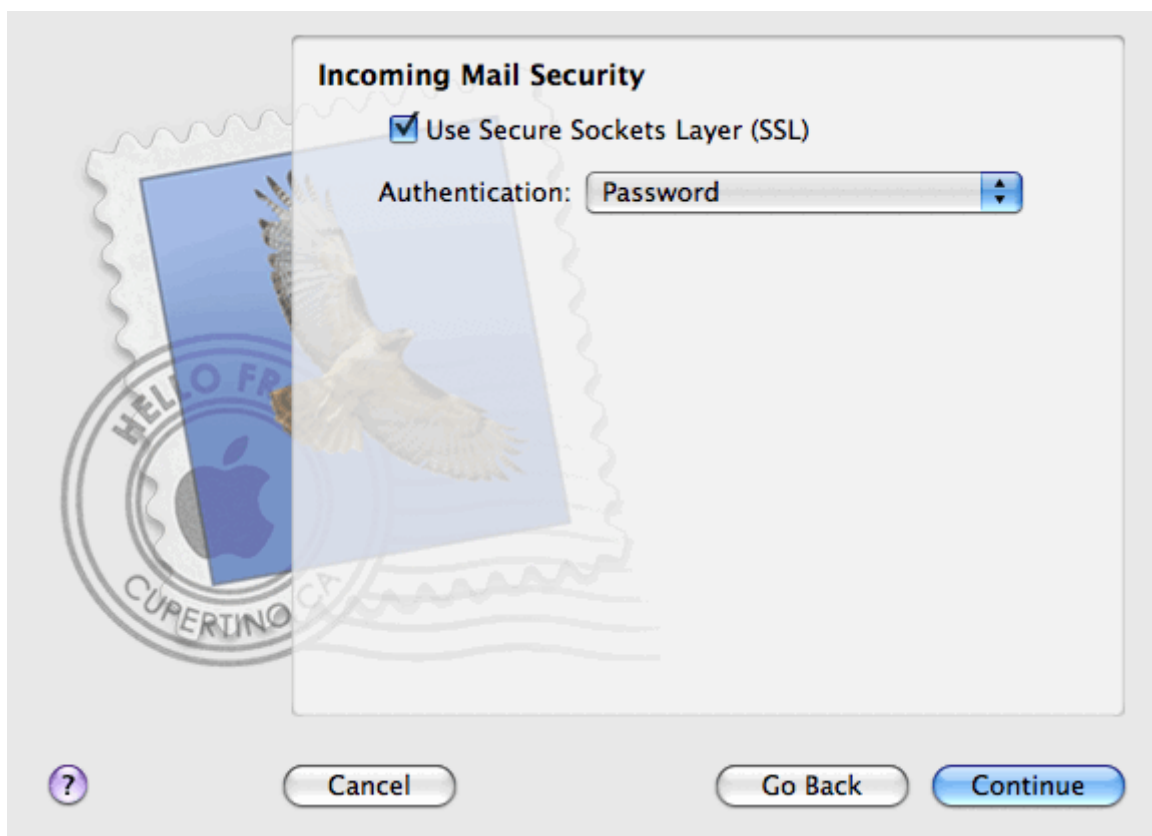 Incoming Mail Security
Use Secure Sockets Layer (SSL)
Authentication: Password
HELLO FR
CUPERTINO CA
? Cancel Go Back Continue